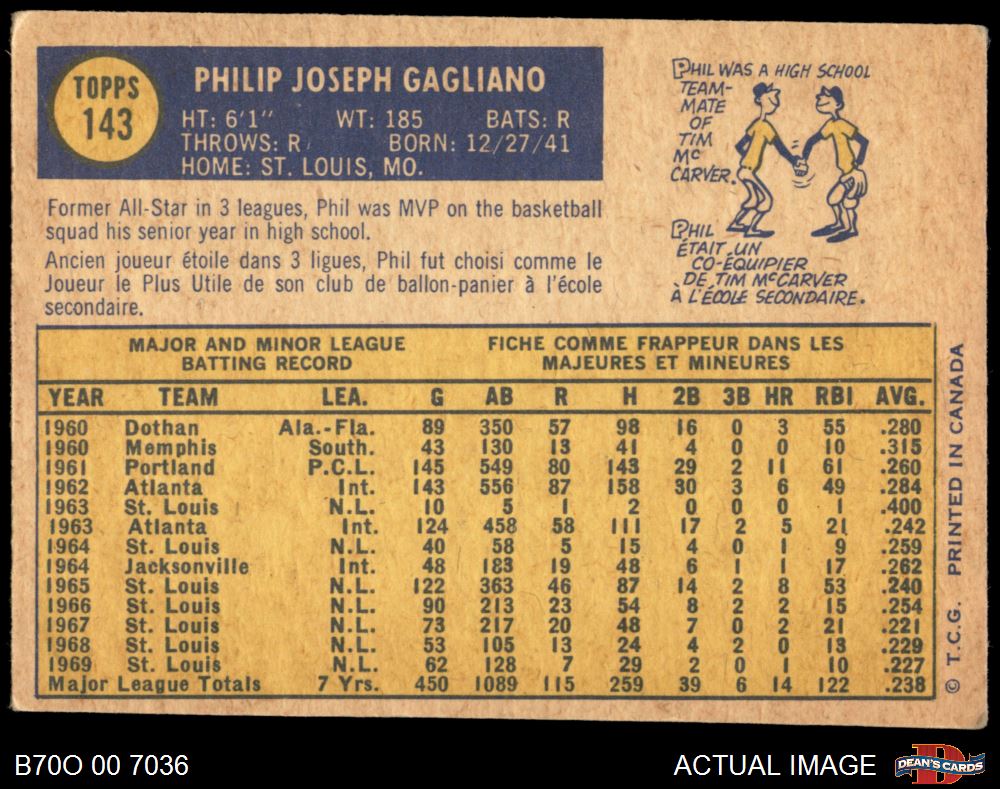 TOPPS
143
PHILIP JOSEPH GAGLIANO
HT: 6'1" WT: 185 BATS: R
THROWS: R BORN: 12/27/41
HOME: ST. LOUIS, MO.
Former All-Star in 3 leagues, Phil was MVP on the basketball
squad his senior year in high school.
Ancien joueur étoile dans 3 ligues, Phil fut choisi comme le
Joueur le Plus Utile de son club de ballon-panier à l'école
secondaire.
PHIL WAS A HIGH SCHOOL
TEAM-
MATE
OF
TIM
MC
CARVER.
PHIL
ÉTAIT UN
CO-ÉQUIPIER
DE TIM MCCARVER
À L'ÉCOLE SECONDAIRE.
MAJOR AND MINOR LEAGUE
BATTING RECORD
FICHE COMME FRAPPEUR DANS LES
MAJEURES ET MINEURES
YEAR TEAM LEA. G AB R H 2B 3B HR RBI AVG.
1960 Dothan Ala.-Fla. 89 350 57 98 16 0 3 55 .280
1960 Memphis South. 43 130 13 41 4 0 0 10 .315
1961 Portland P.C.L. 145 549 80 143 29 2 11 61 .260
1962 Atlanta Int. 143 556 87 158 30 3 6 49 .284
1963 St. Louis N.L. 10 5 1 2 0 0 0 1 .400
1963 Atlanta Int. 124 458 58 111 17 2 5 21 .242
1964 St. Louis N.L. 40 58 5 15 4 0 1 9 .259
1964 Jacksonville Int. 48 183 19 48 6 1 1 17 .262
1965 St. Louis N.L. 122 363 46 87 14 2 8 53 .240
1966 St. Louis N.L. 90 213 23 54 8 2 2 15 .254
1967 St. Louis N.L. 73 217 20 48 7 0 2 21 .221
1968 St. Louis N.L. 53 105 13 24 4 2 0 13 .229
1969 St. Louis N.L. 62 128 7 29 2 0 1 10 .227
Major League Totals 7 Yrs. 450 1089 115 259 39 6 14 122 .238
© T.C.G. PRINTED IN CANADA
B70O 00 7036
ACTUAL IMAGE
D
DEAN'S CARDS